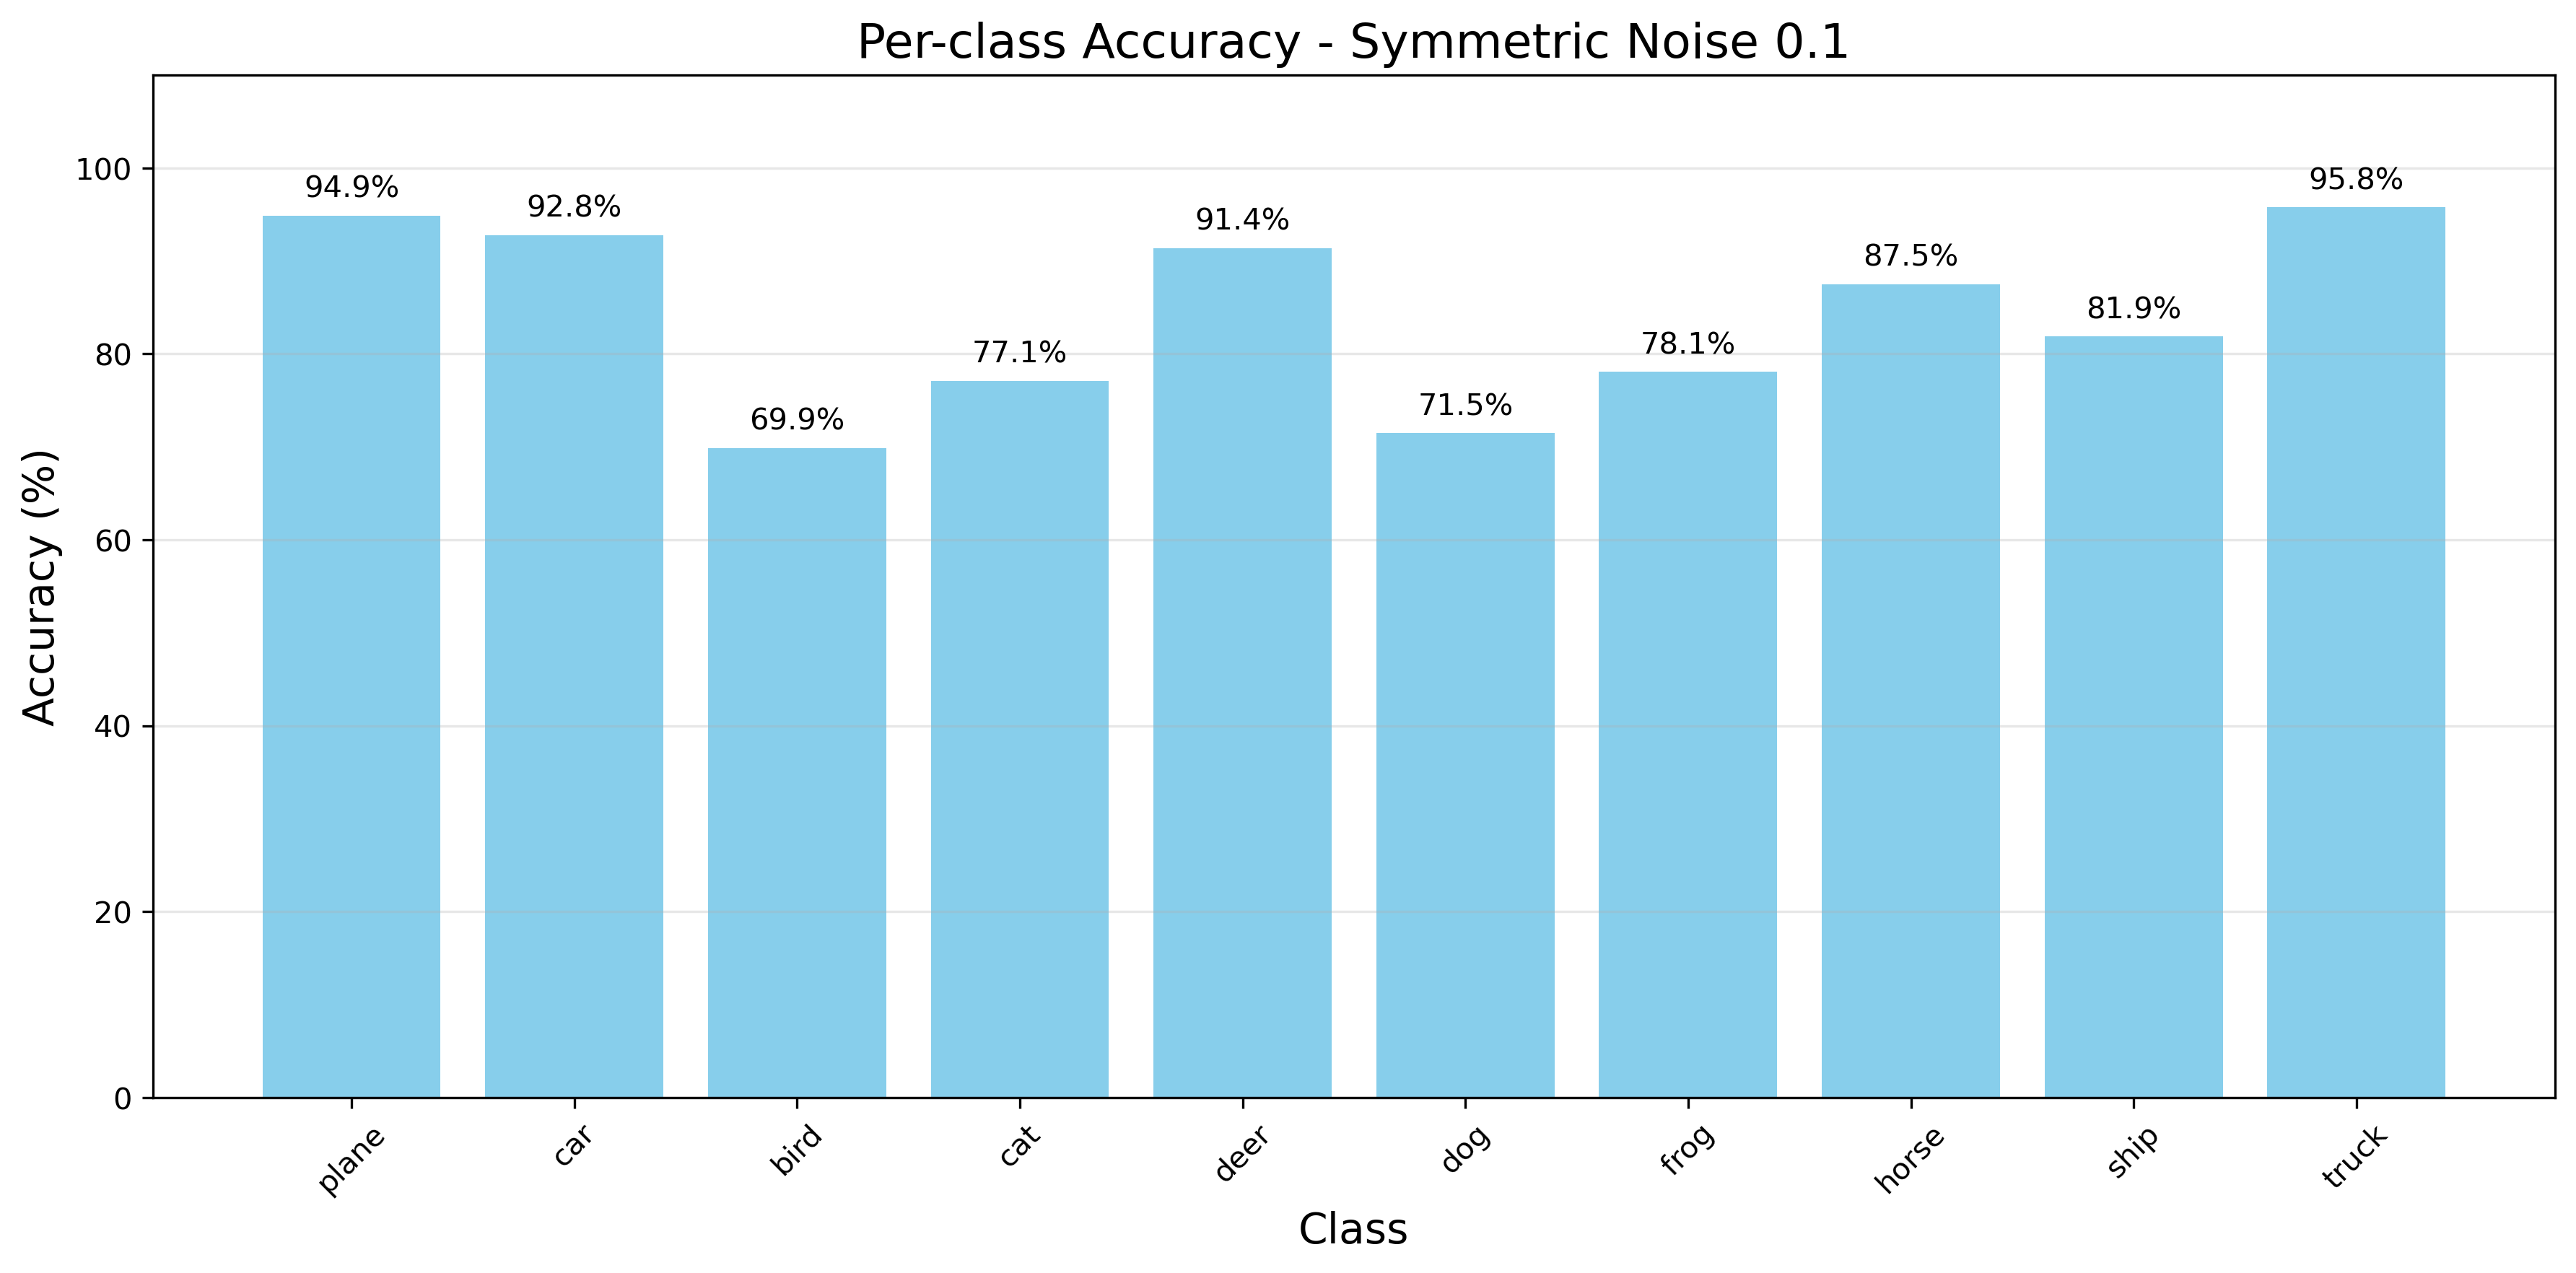 Per-class Accuracy - Symmetric Noise 0.1
Accuracy (%)
100
80
60
40
20
0
94.9%
92.8%
69.9%
77.1%
91.4%
71.5%
78.1%
87.5%
81.9%
95.8%
plane
car
bird
cat
deer
dog
frog
horse
ship
truck
Class